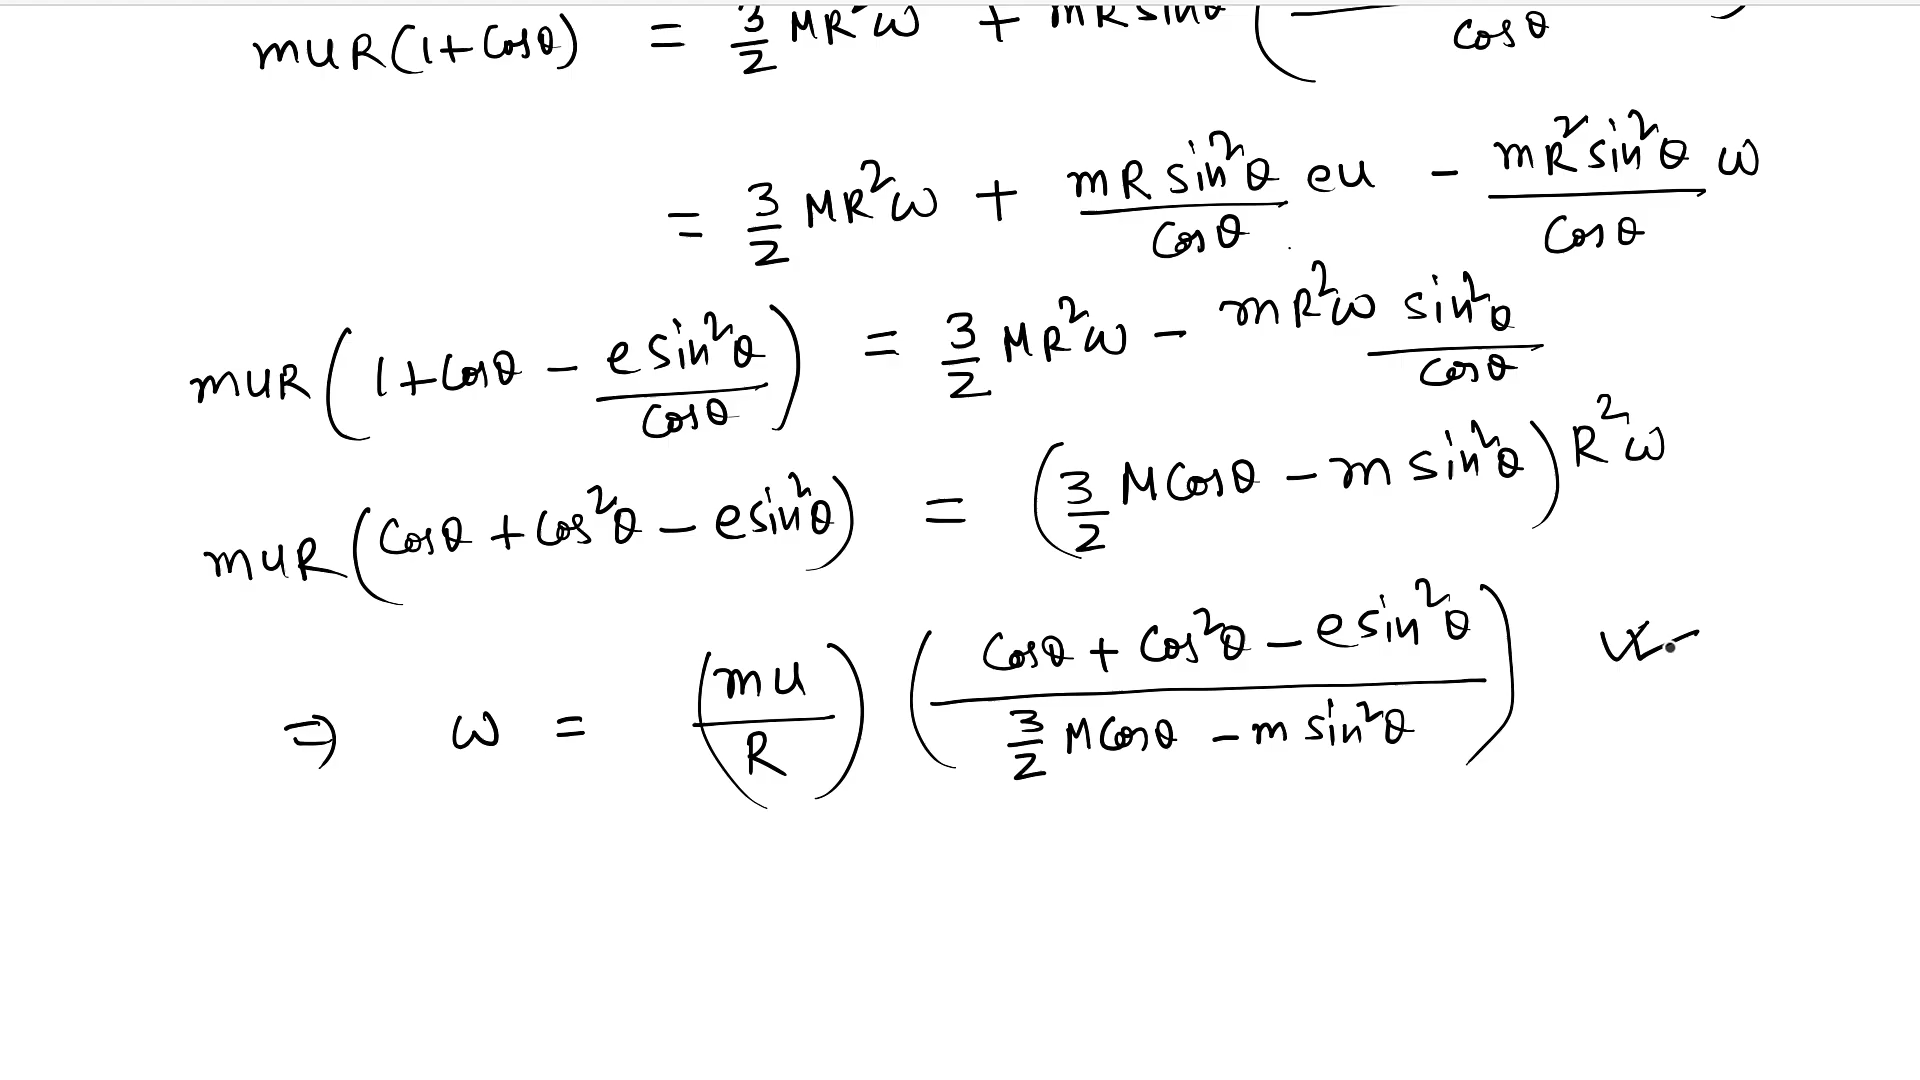 muR(1+cosθ) = 3/2 MR²ω + mR sinθ ( / cosθ )
= 3/2 MR²ω + mR sin²θ/cosθ eu - mR² sin²θ/cosθ ω
muR(1+cosθ - e sin²θ/cosθ) = 3/2 MR²ω - mR²ω sin²θ/cosθ
muR(cosθ + cos²θ - e sin²θ) = (3/2 M cosθ - m sin²θ) R²ω
⇒ ω = (mu/R) (cosθ + cos²θ - e sin²θ / 3/2 M cosθ - m sin²θ)